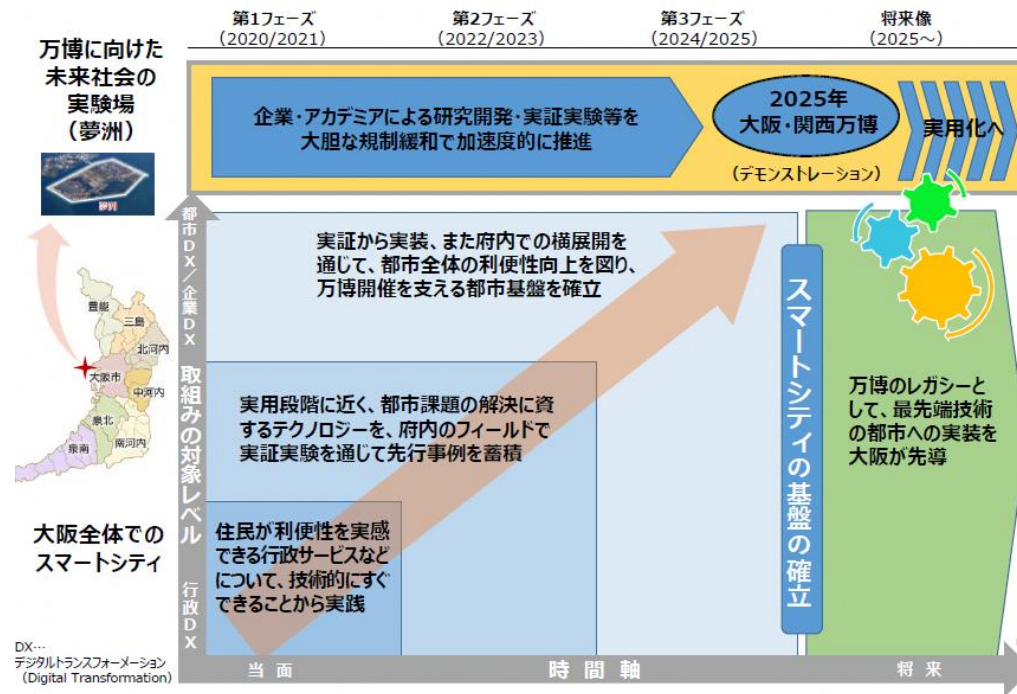 第1フェーズ
(2020/2021)
第2フェーズ
(2022/2023)
第3フェーズ
(2024/2025)
将来像
(2025～)
万博に向けた
未来社会の
実験場
（夢洲）
夢洲
企業・アカデミアによる研究開発・実証実験等を
大胆な規制緩和で加速度的に推進
2025年
大阪・関西万博
（デモンストレーション）
実用化へ
都市DX／企業DX
取組みの対象レベル
行政DX
実証から実装、また府内での横展開を
通じて、都市全体の利便性向上を図り、
万博開催を支える都市基盤を確立
実用段階に近く、都市課題の解決に資
するテクノロジーを、府内のフィールドで
実証実験を通じて先行事例を蓄積
住民が利便性を実感
できる行政サービスなど
について、技術的にすぐ
できることから実践
スマートシティの基盤の確立
万博のレガシーと
して、最先端技術
の都市への実装を
大阪が先導
豊能
三島
北河内
大阪市
中河内
泉北
南河内
泉南
大阪全体での
スマートシティ
DX…
デジタルトランスフォーメーション
（Digital Transformation）
当面
時間軸
将来